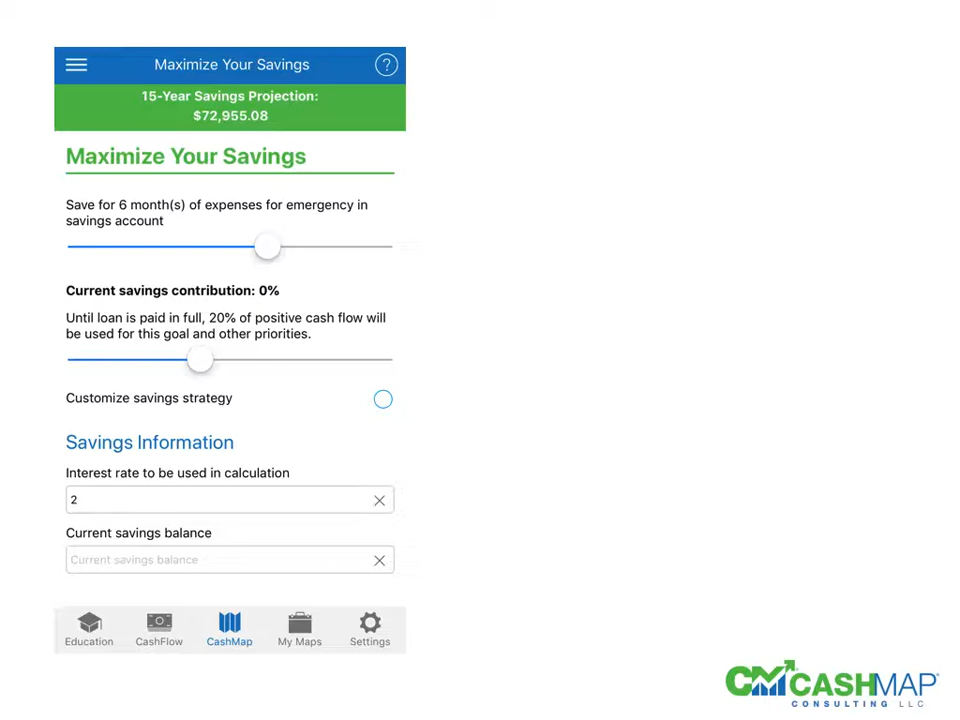 Maximize Your Savings
?
15-Year Savings Projection:
$72,955.08
Maximize Your Savings
Save for 6 month(s) of expenses for emergency in
savings account
Current savings contribution: 0%
Until loan is paid in full, 20% of positive cash flow will
be used for this goal and other priorities.
Customize savings strategy
Savings Information
Interest rate to be used in calculation
2
Current savings balance
Current savings balance
Education CashFlow CashMap My Maps Settings
CM CASHMAP®
CONSULTING LLC